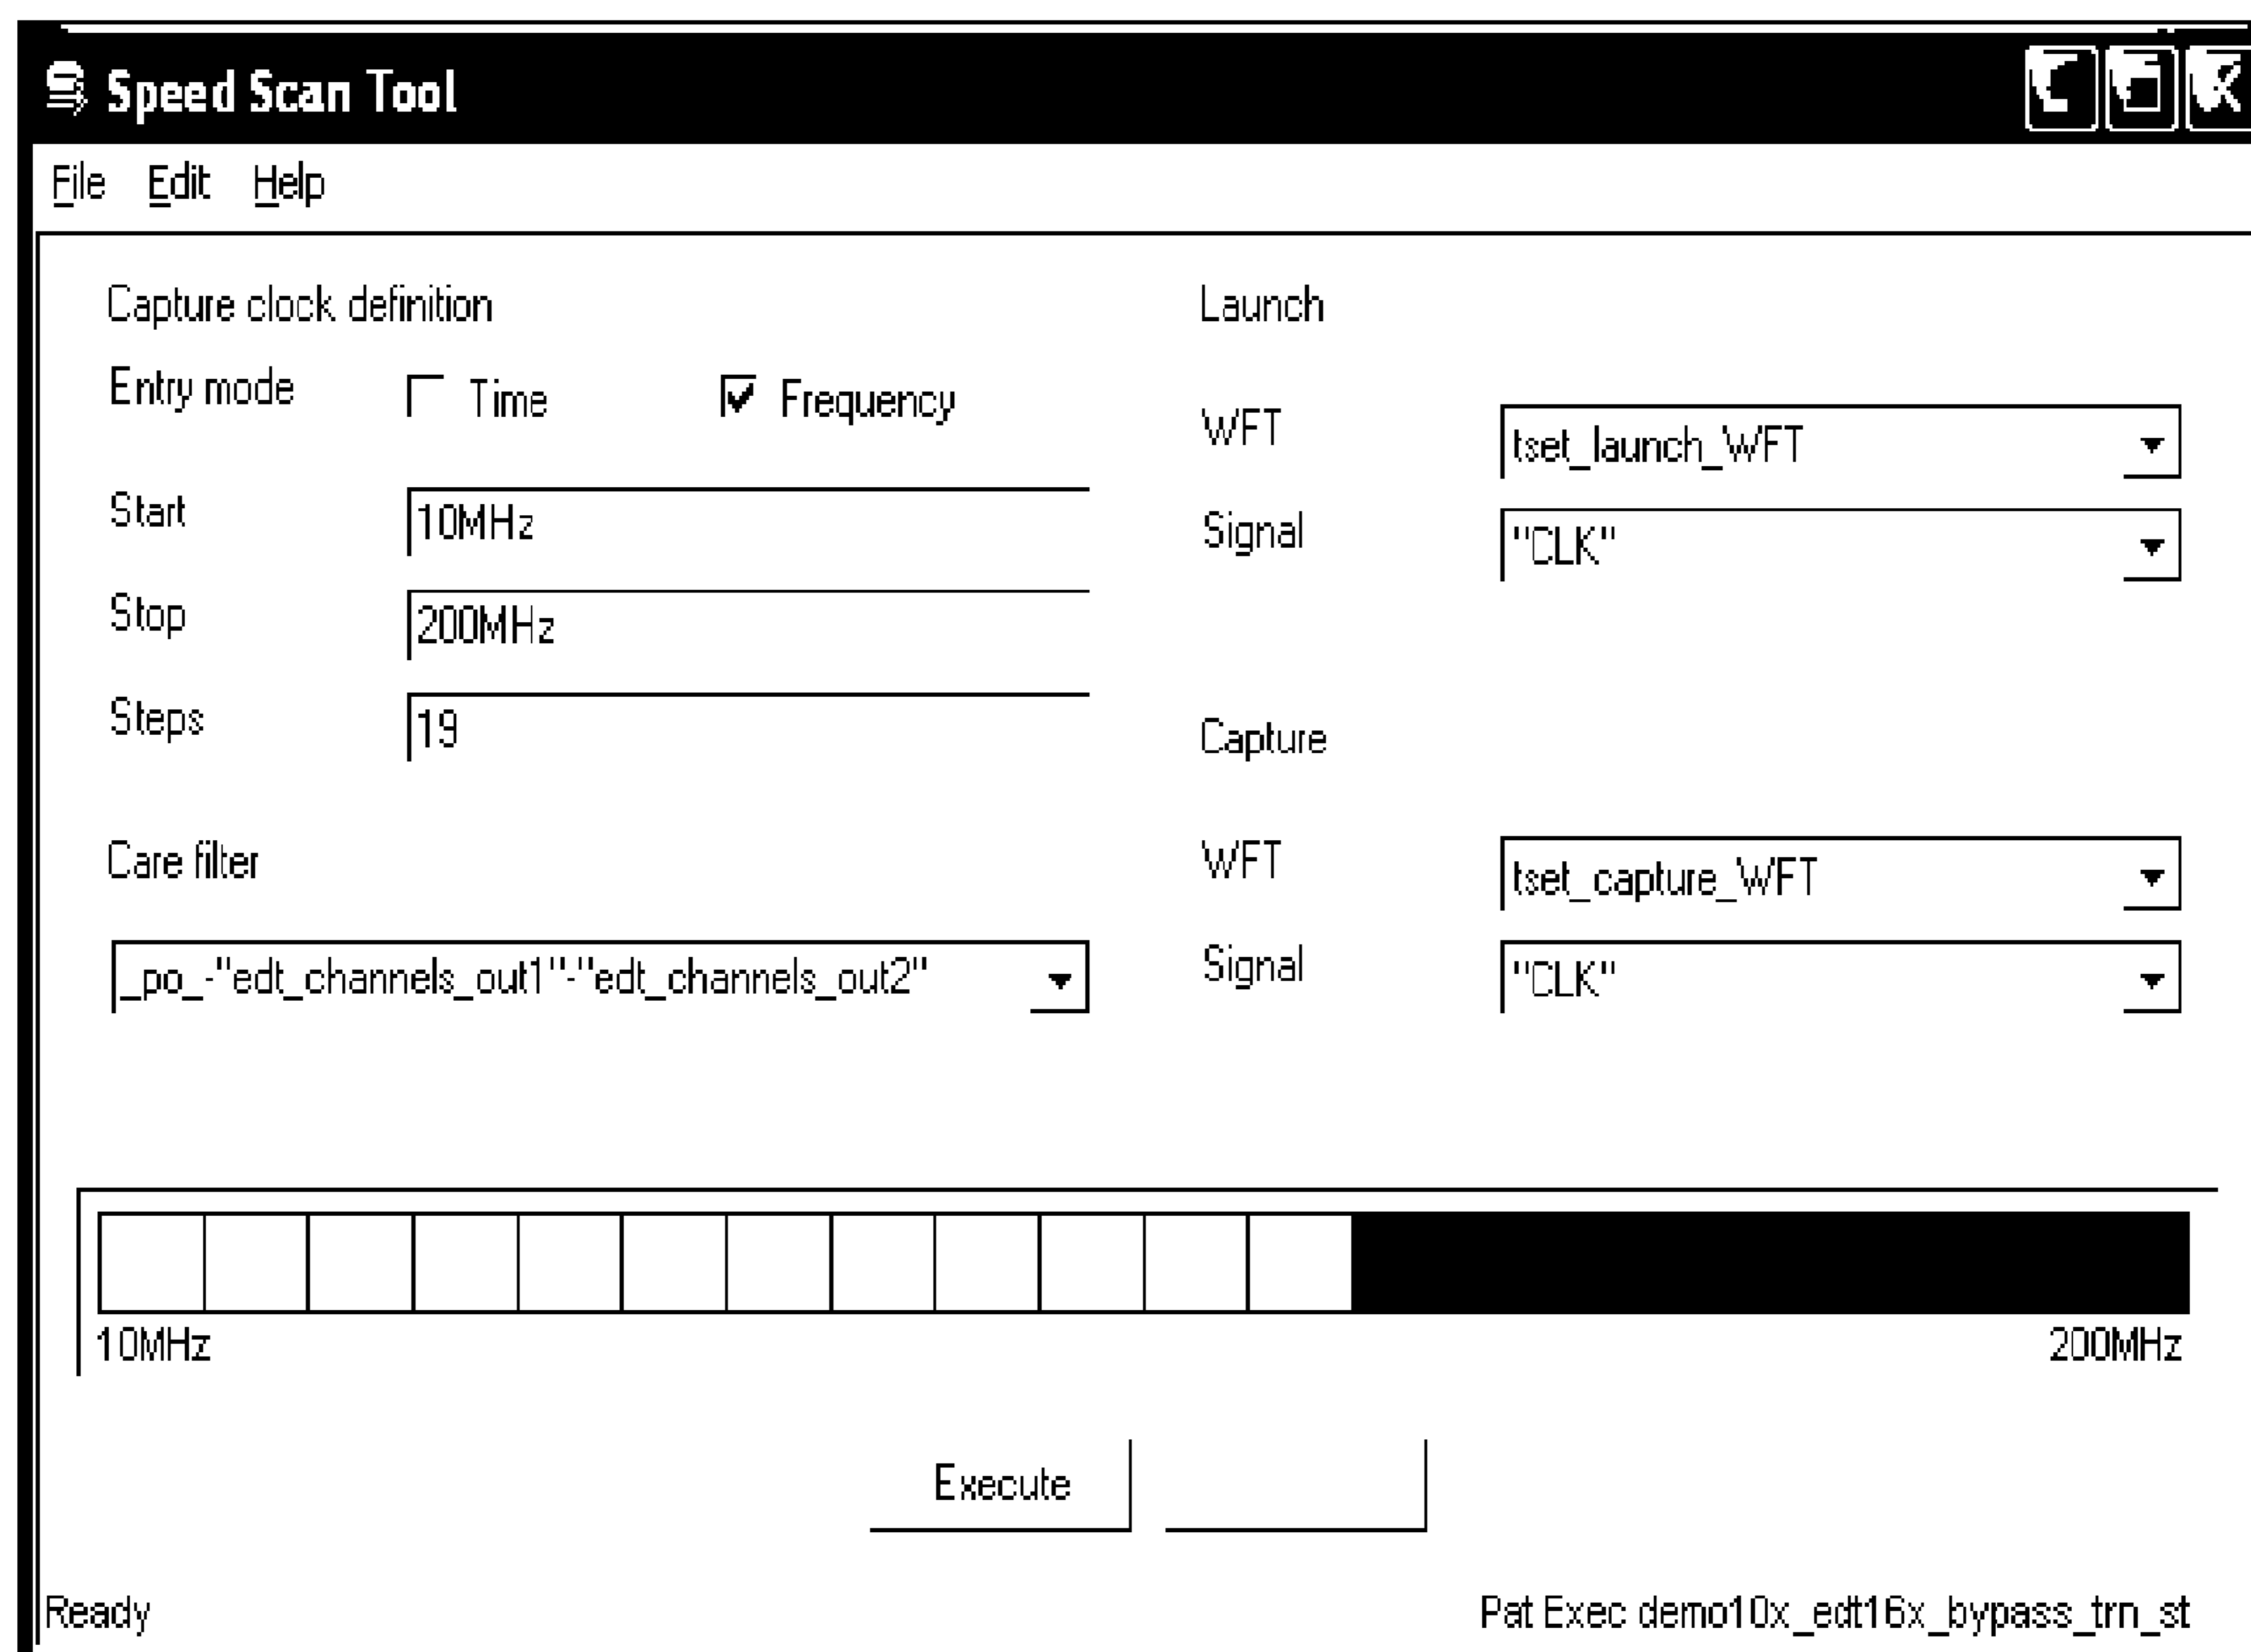 Speed Scan Tool
File Edit Help
Capture clock definition
Entry mode Time Frequency
Start 10MHz
Stop 200MHz
Steps 19
Care filter
_po_-"edt_channels_out1"-"edt_channels_out2"
Launch
WFT tset_launch_WFT
Signal "CLK"
Capture
WFT tset_capture_WFT
Signal "CLK"
10MHz 200MHz
Execute
Ready Pat Exec demo10x_edt16x_bypass_trn_st